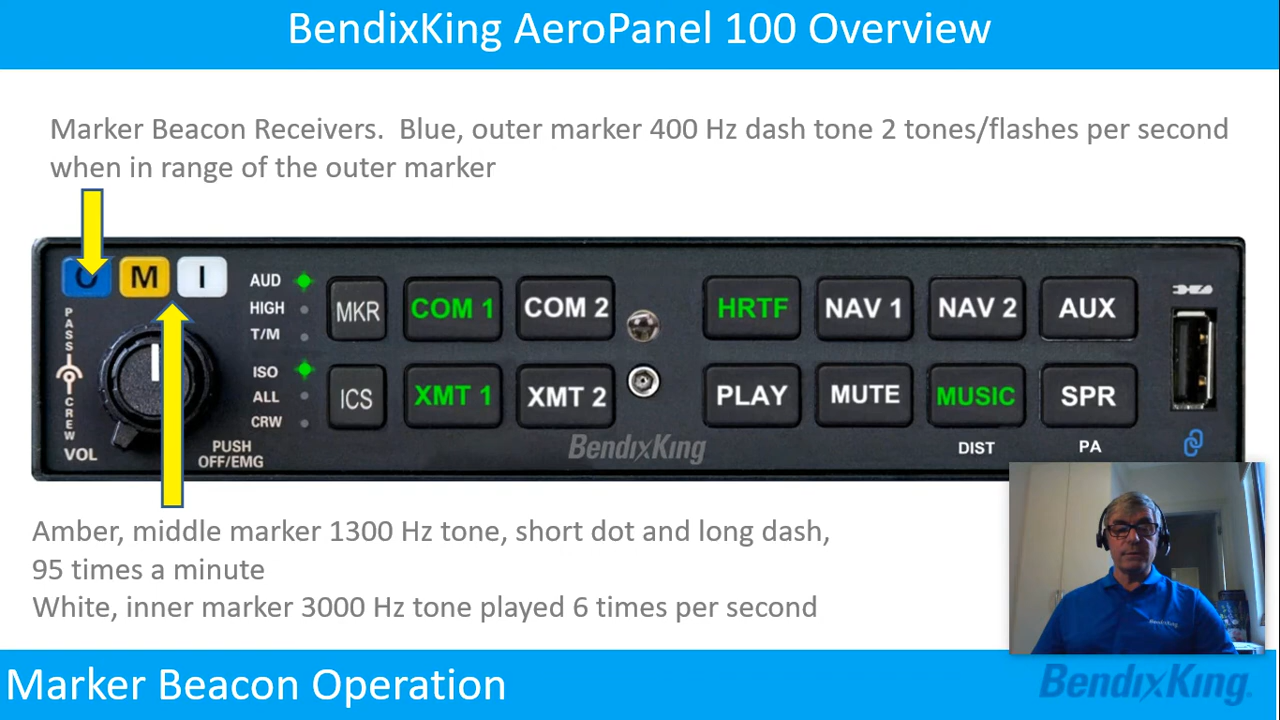 BendixKing AeroPanel 100 Overview
Marker Beacon Receivers.  Blue, outer marker 400 Hz dash tone 2 tones/flashes per second
when in range of the outer marker
O M I
AUD
HIGH
T/M
ISO
ALL
CRW
PASS
CREW
VOL
PUSH
OFF/EMG
MKR COM 1 COM 2 HRTF NAV 1 NAV 2 AUX
ICS XMT 1 XMT 2 PLAY MUTE MUSIC SPR
BendixKing
DIST PA
Amber, middle marker 1300 Hz tone, short dot and long dash,
95 times a minute
White, inner marker 3000 Hz tone played 6 times per second
BendixKing
Marker Beacon Operation
BendixKing